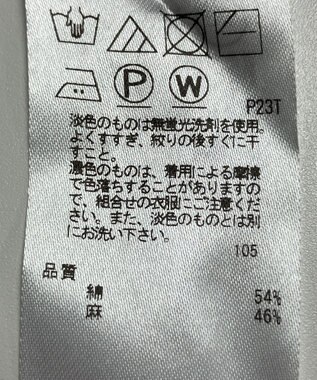 P W
P23T
淡色のものは無蛍光洗剤を使用。
よくすすぎ、絞りの後すぐに干
すこと。
濃色のものは、着用による摩擦
で色落ちすることがありますの
で、組合せの衣服にご注意くだ
さい。また、淡色のものとは別
にお洗い下さい。
105
品質
綿 54%
麻 46%